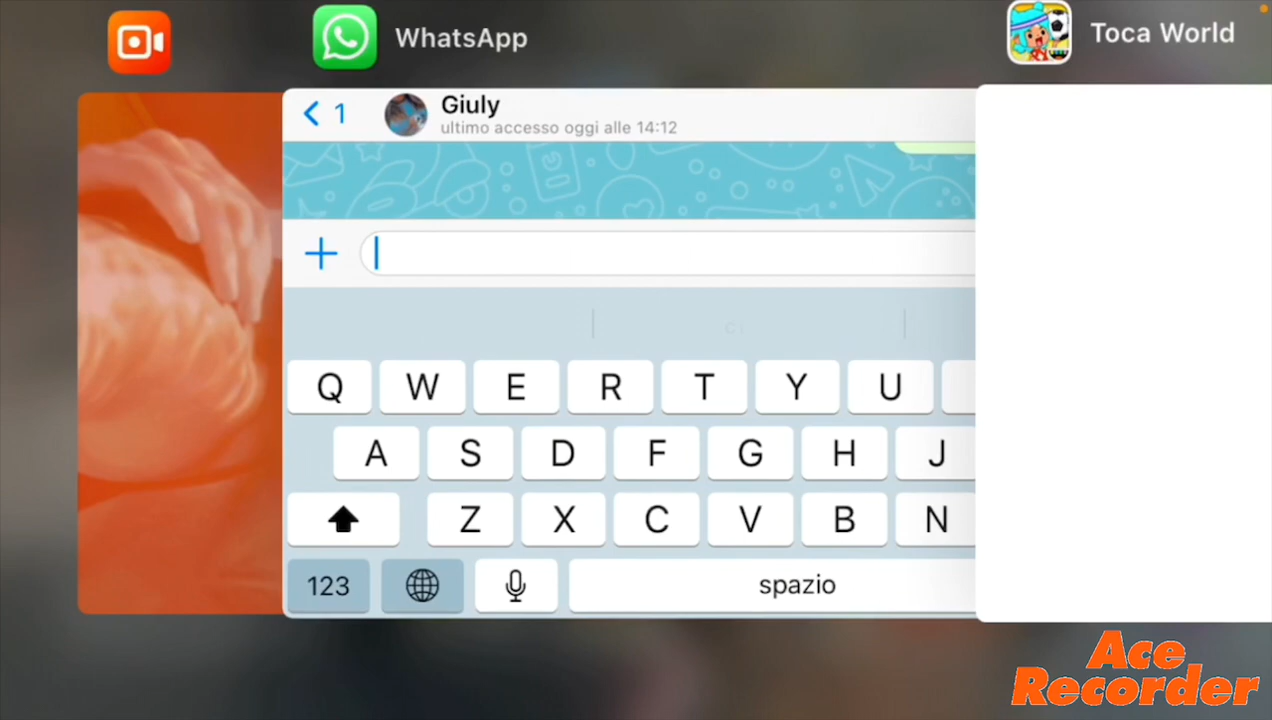 WhatsApp
Toca World
1
Giuly
ultimo accesso oggi alle 14:12
Q W E R T Y U
A S D F G H J
Z X C V B N
123
spazio
Ace
Recorder